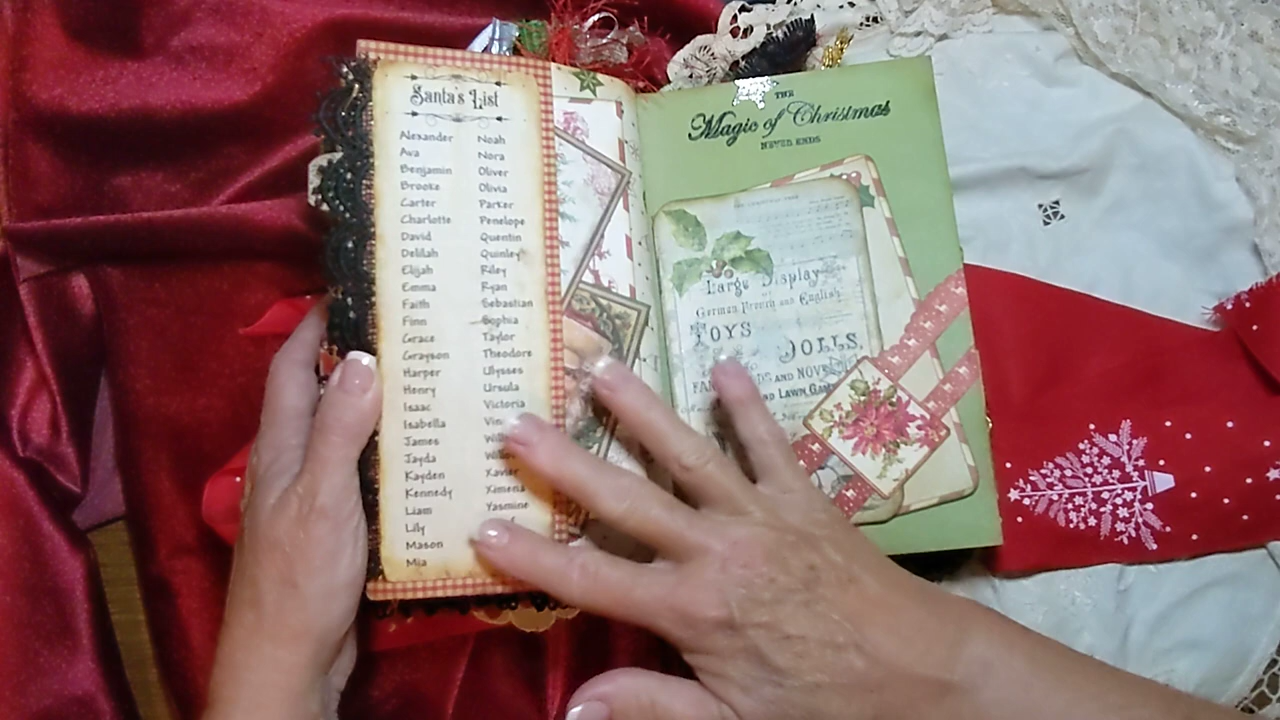 Santa's List
Alexander
Ava
Benjamin
Brooke
Carter
Charlotte
David
Delilah
Elijah
Emma
Faith
Finn
Grace
Grayson
Harper
Henry
Isaac
Isabella
James
Jayda
Kayden
Kennedy
Liam
Lily
Mason
Mia
Noah
Nora
Oliver
Olivia
Parker
Penelope
Quentin
Quinley
Riley
Ryan
Sebastian
Sophia
Taylor
Theodore
Ulysses
Ursula
Victoria
Ximena
Yasmine
THE
Magic of Christmas
NEVER ENDS
Large Display
German French and English
TOYS
DOLLS,
AND
AND LAWN